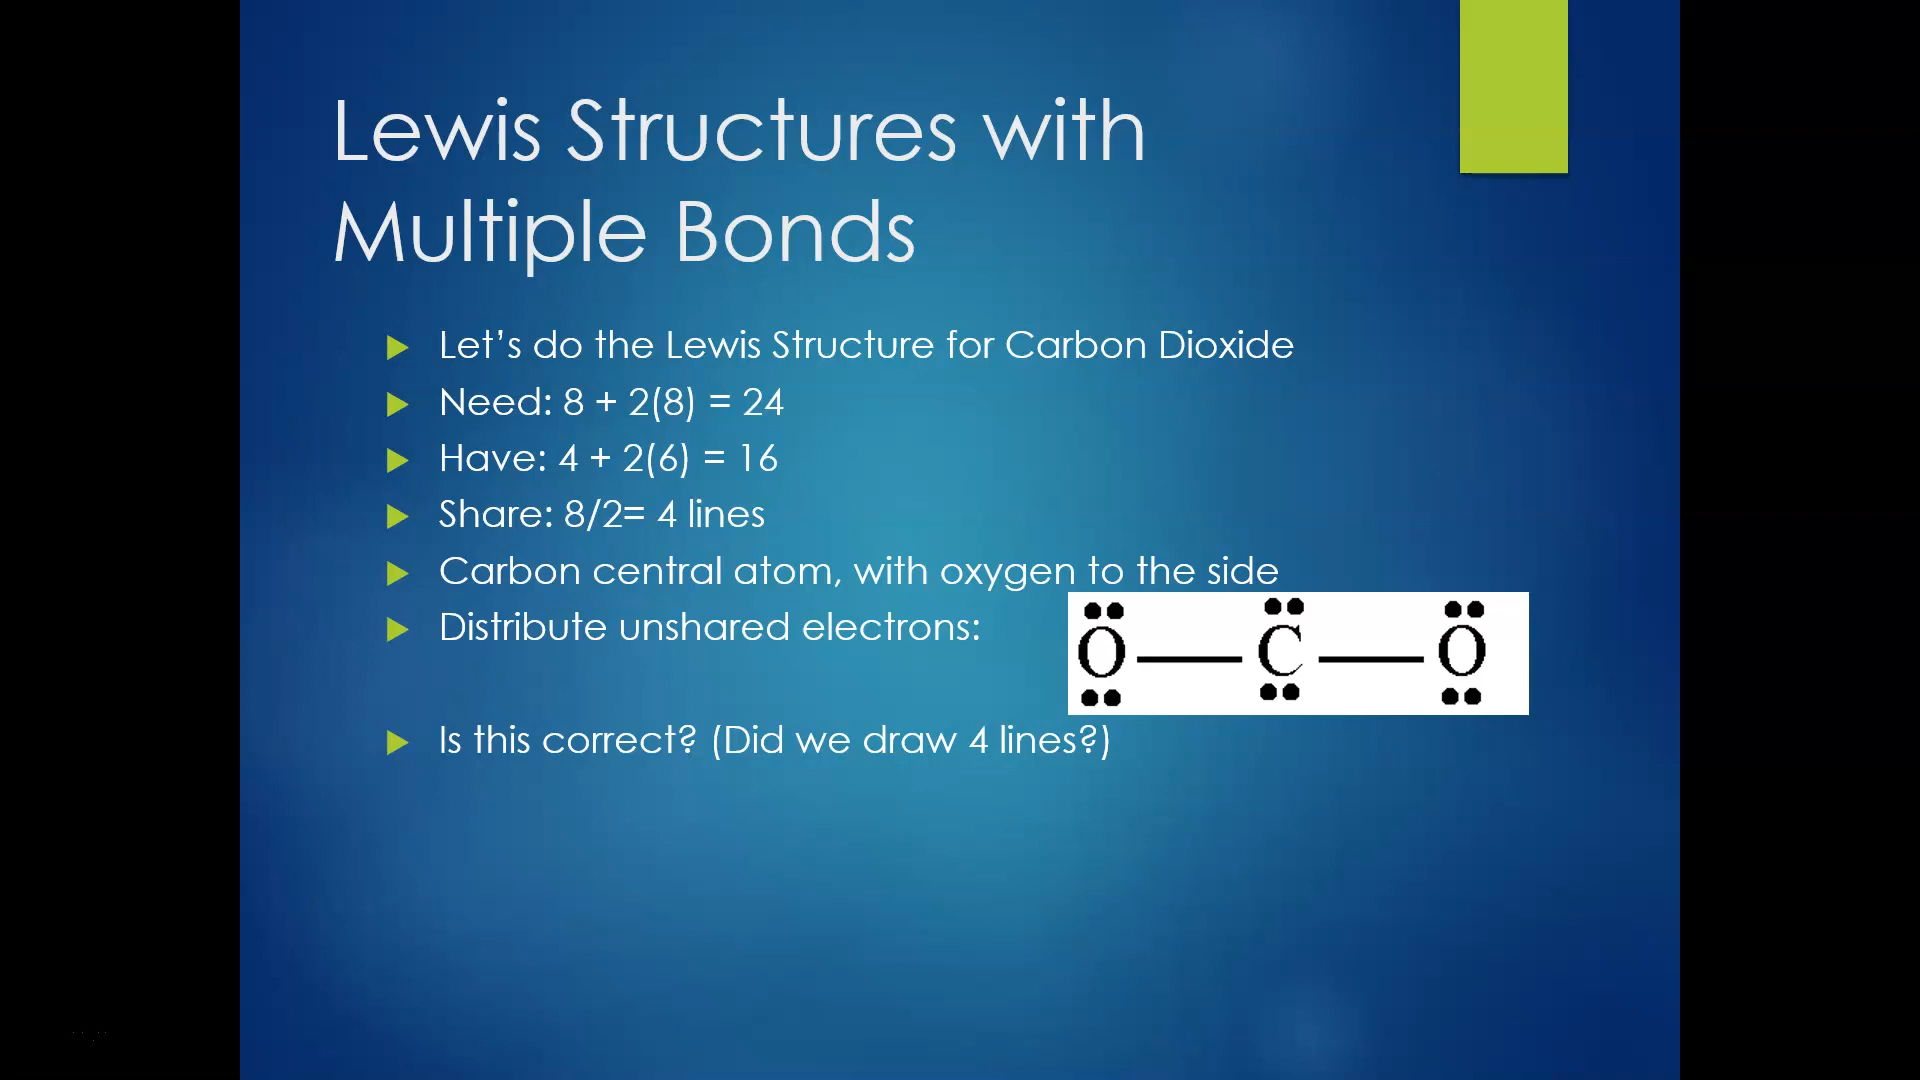 Lewis Structures with
Multiple Bonds
Let’s do the Lewis Structure for Carbon Dioxide
Need: 8 + 2(8) = 24
Have: 4 + 2(6) = 16
Share: 8/2= 4 lines
Carbon central atom, with oxygen to the side
Distribute unshared electrons:
O — C — O
Is this correct? (Did we draw 4 lines?)